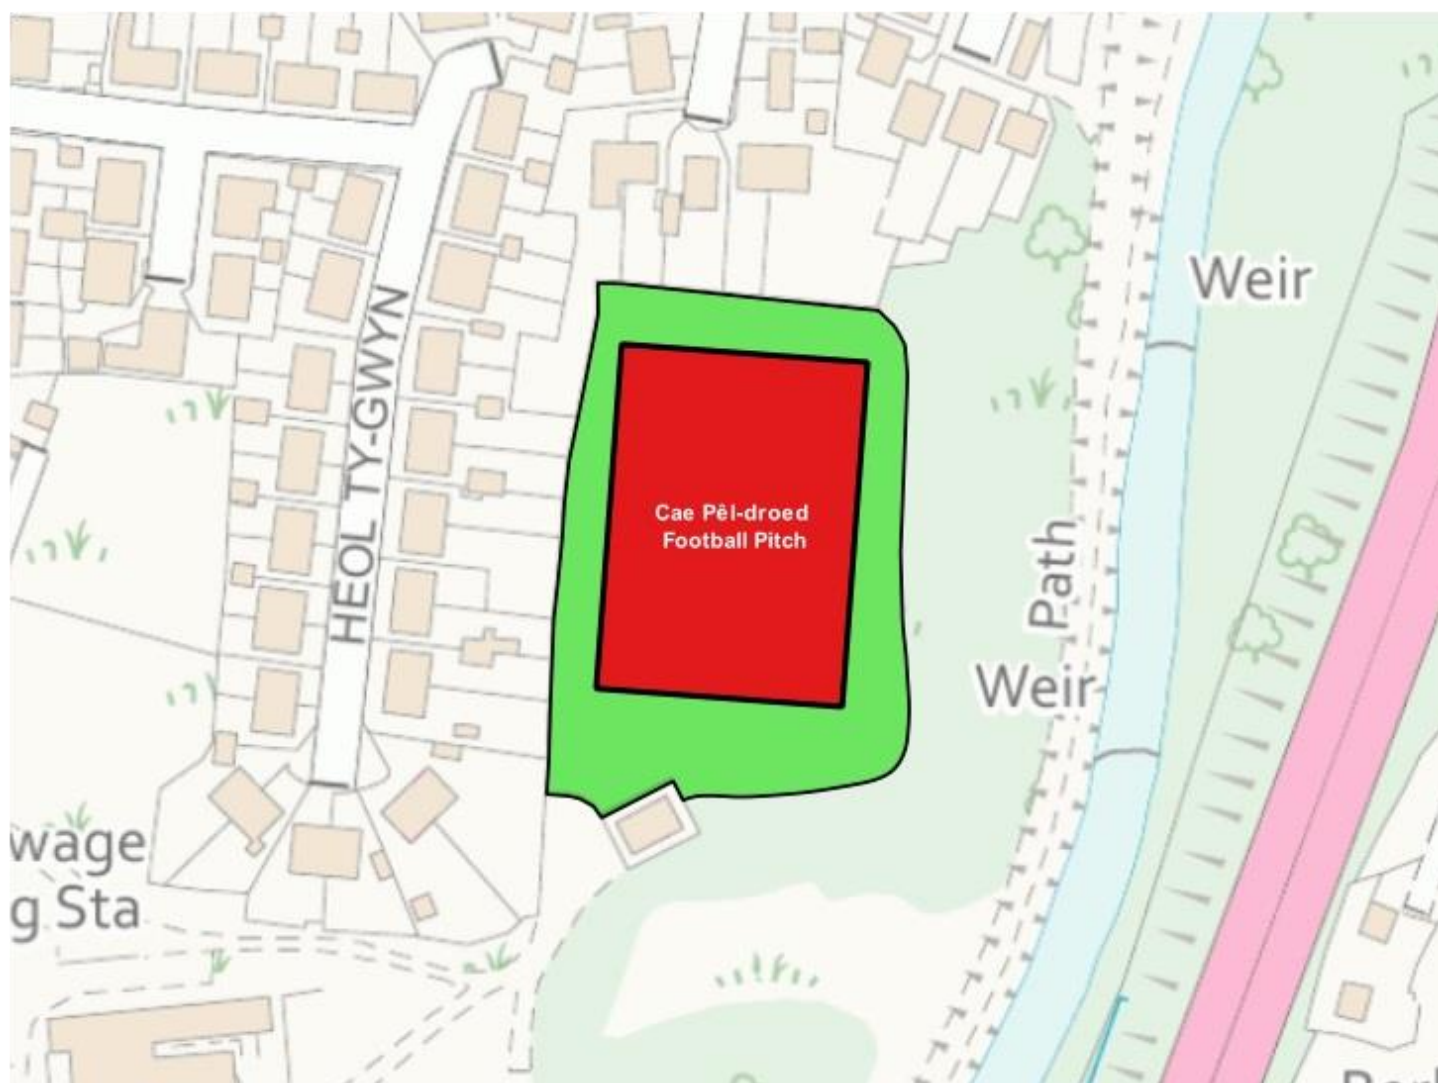 Weir
HEOL TY-GWYN
Cae Pêl-droed
Football Pitch
Path
Weir
wage
g Sta